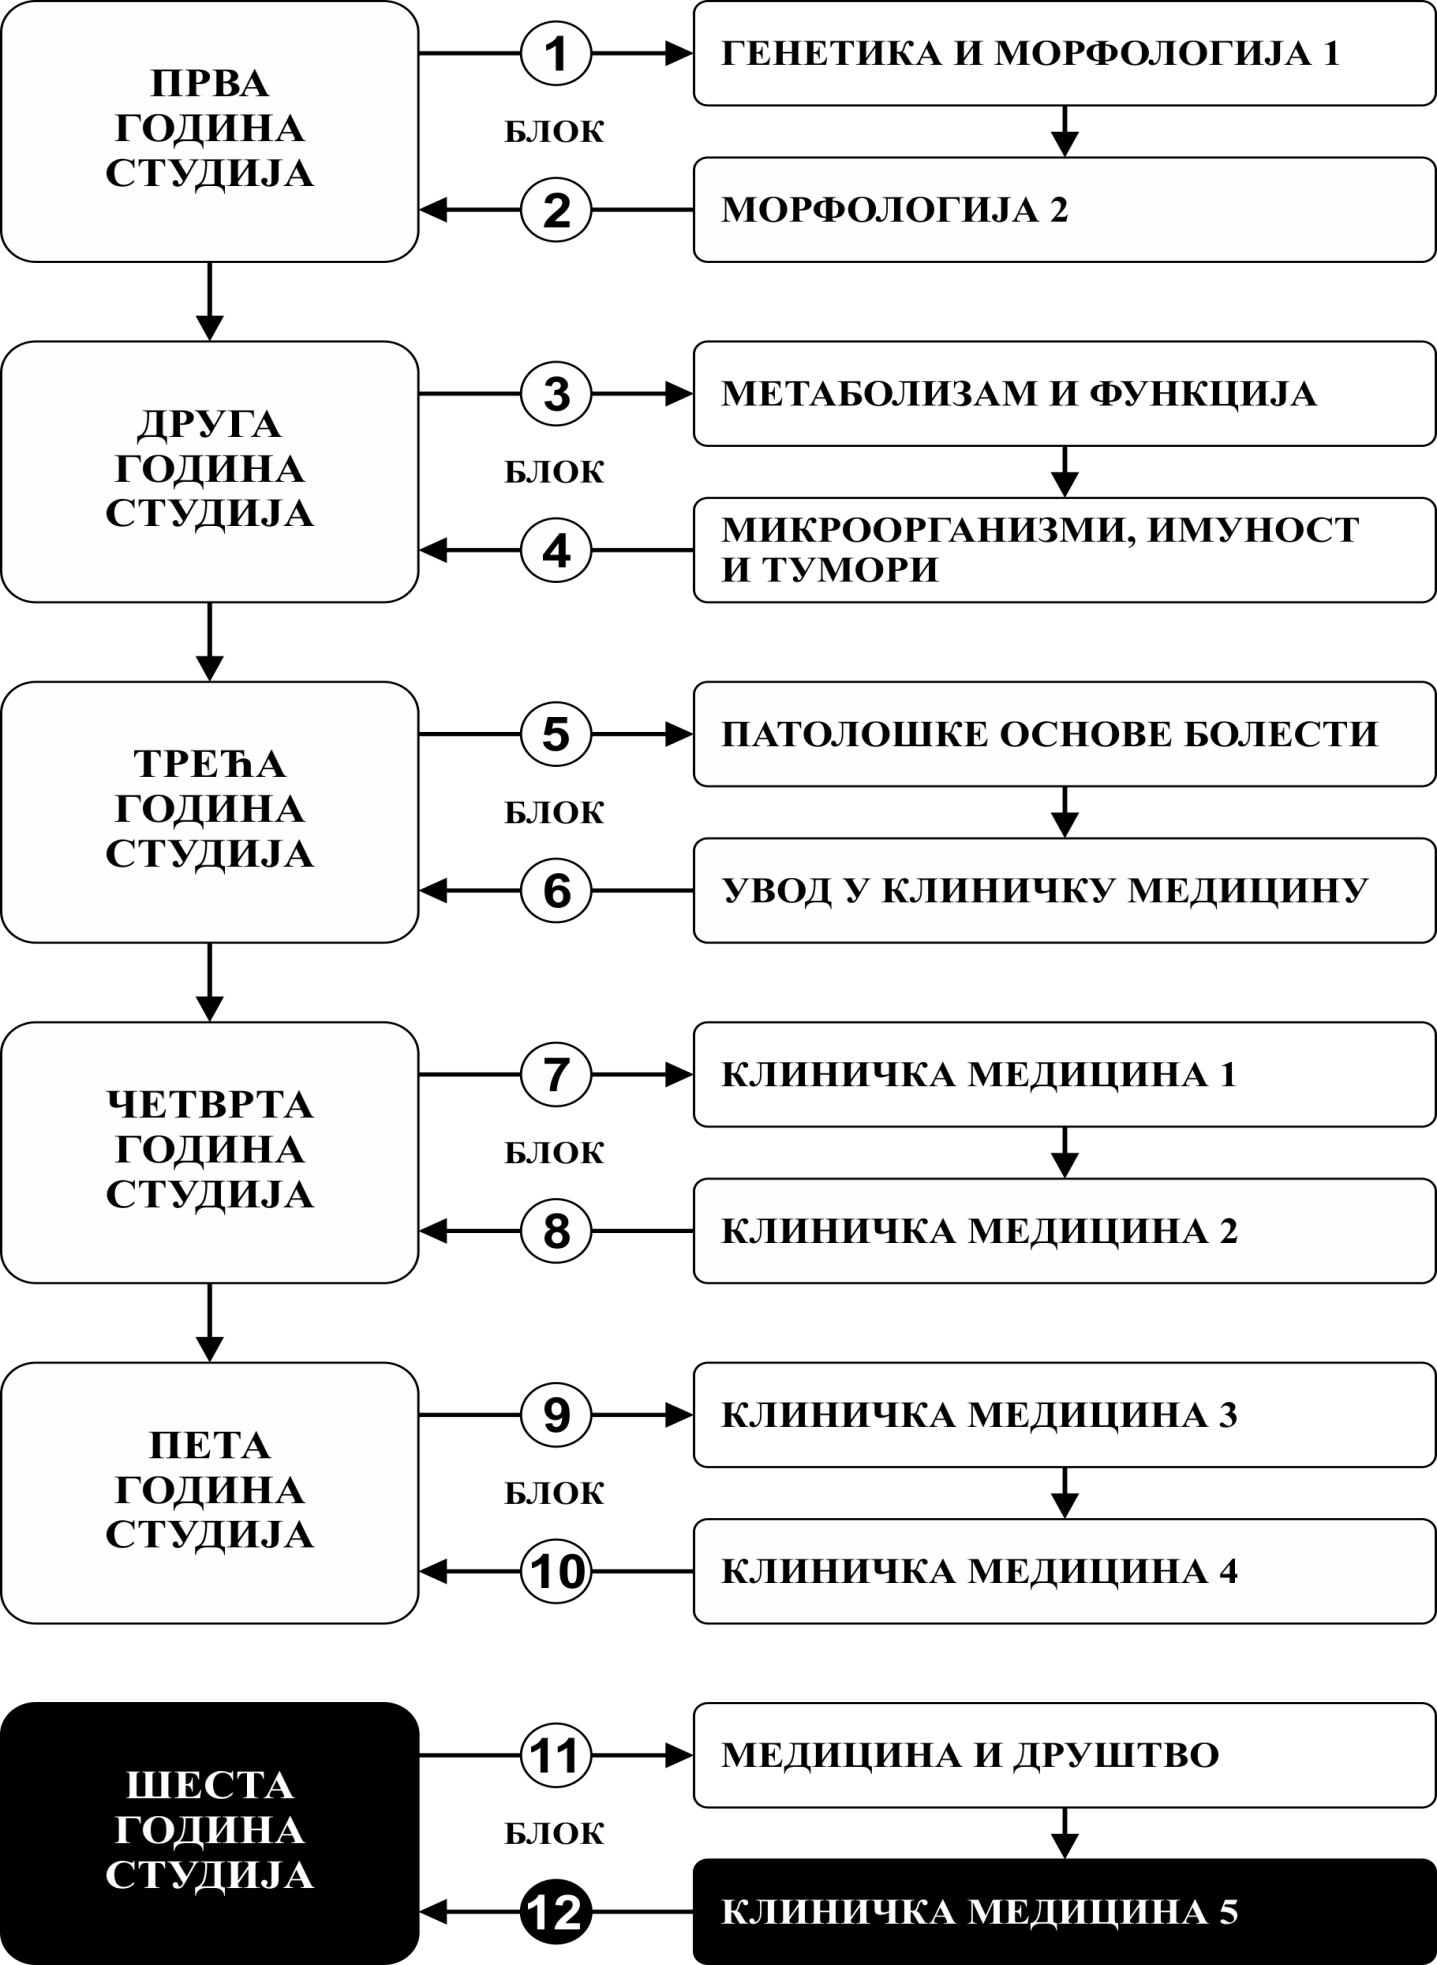 ПРВА
ГОДИНА
СТУДИЈА
1
БЛОК
2
ГЕНЕТИКА И МОРФОЛОГИЈА 1
МОРФОЛОГИЈА 2
ДРУГА
ГОДИНА
СТУДИЈА
3
БЛОК
4
МЕТАБОЛИЗАМ И ФУНКЦИЈА
МИКРООРГАНИЗМИ, ИМУНОСТ
И ТУМОРИ
ТРЕЋА
ГОДИНА
СТУДИЈА
5
БЛОК
6
ПАТОЛОШКЕ ОСНОВЕ БОЛЕСТИ
УВОД У КЛИНИЧКУ МЕДИЦИНУ
ЧЕТВРТА
ГОДИНА
СТУДИЈА
7
БЛОК
8
КЛИНИЧКА МЕДИЦИНА 1
КЛИНИЧКА МЕДИЦИНА 2
ПЕТА
ГОДИНА
СТУДИЈА
9
БЛОК
10
КЛИНИЧКА МЕДИЦИНА 3
КЛИНИЧКА МЕДИЦИНА 4
ШЕСТА
ГОДИНА
СТУДИЈА
11
БЛОК
12
МЕДИЦИНА И ДРУШТВО
КЛИНИЧКА МЕДИЦИНА 5